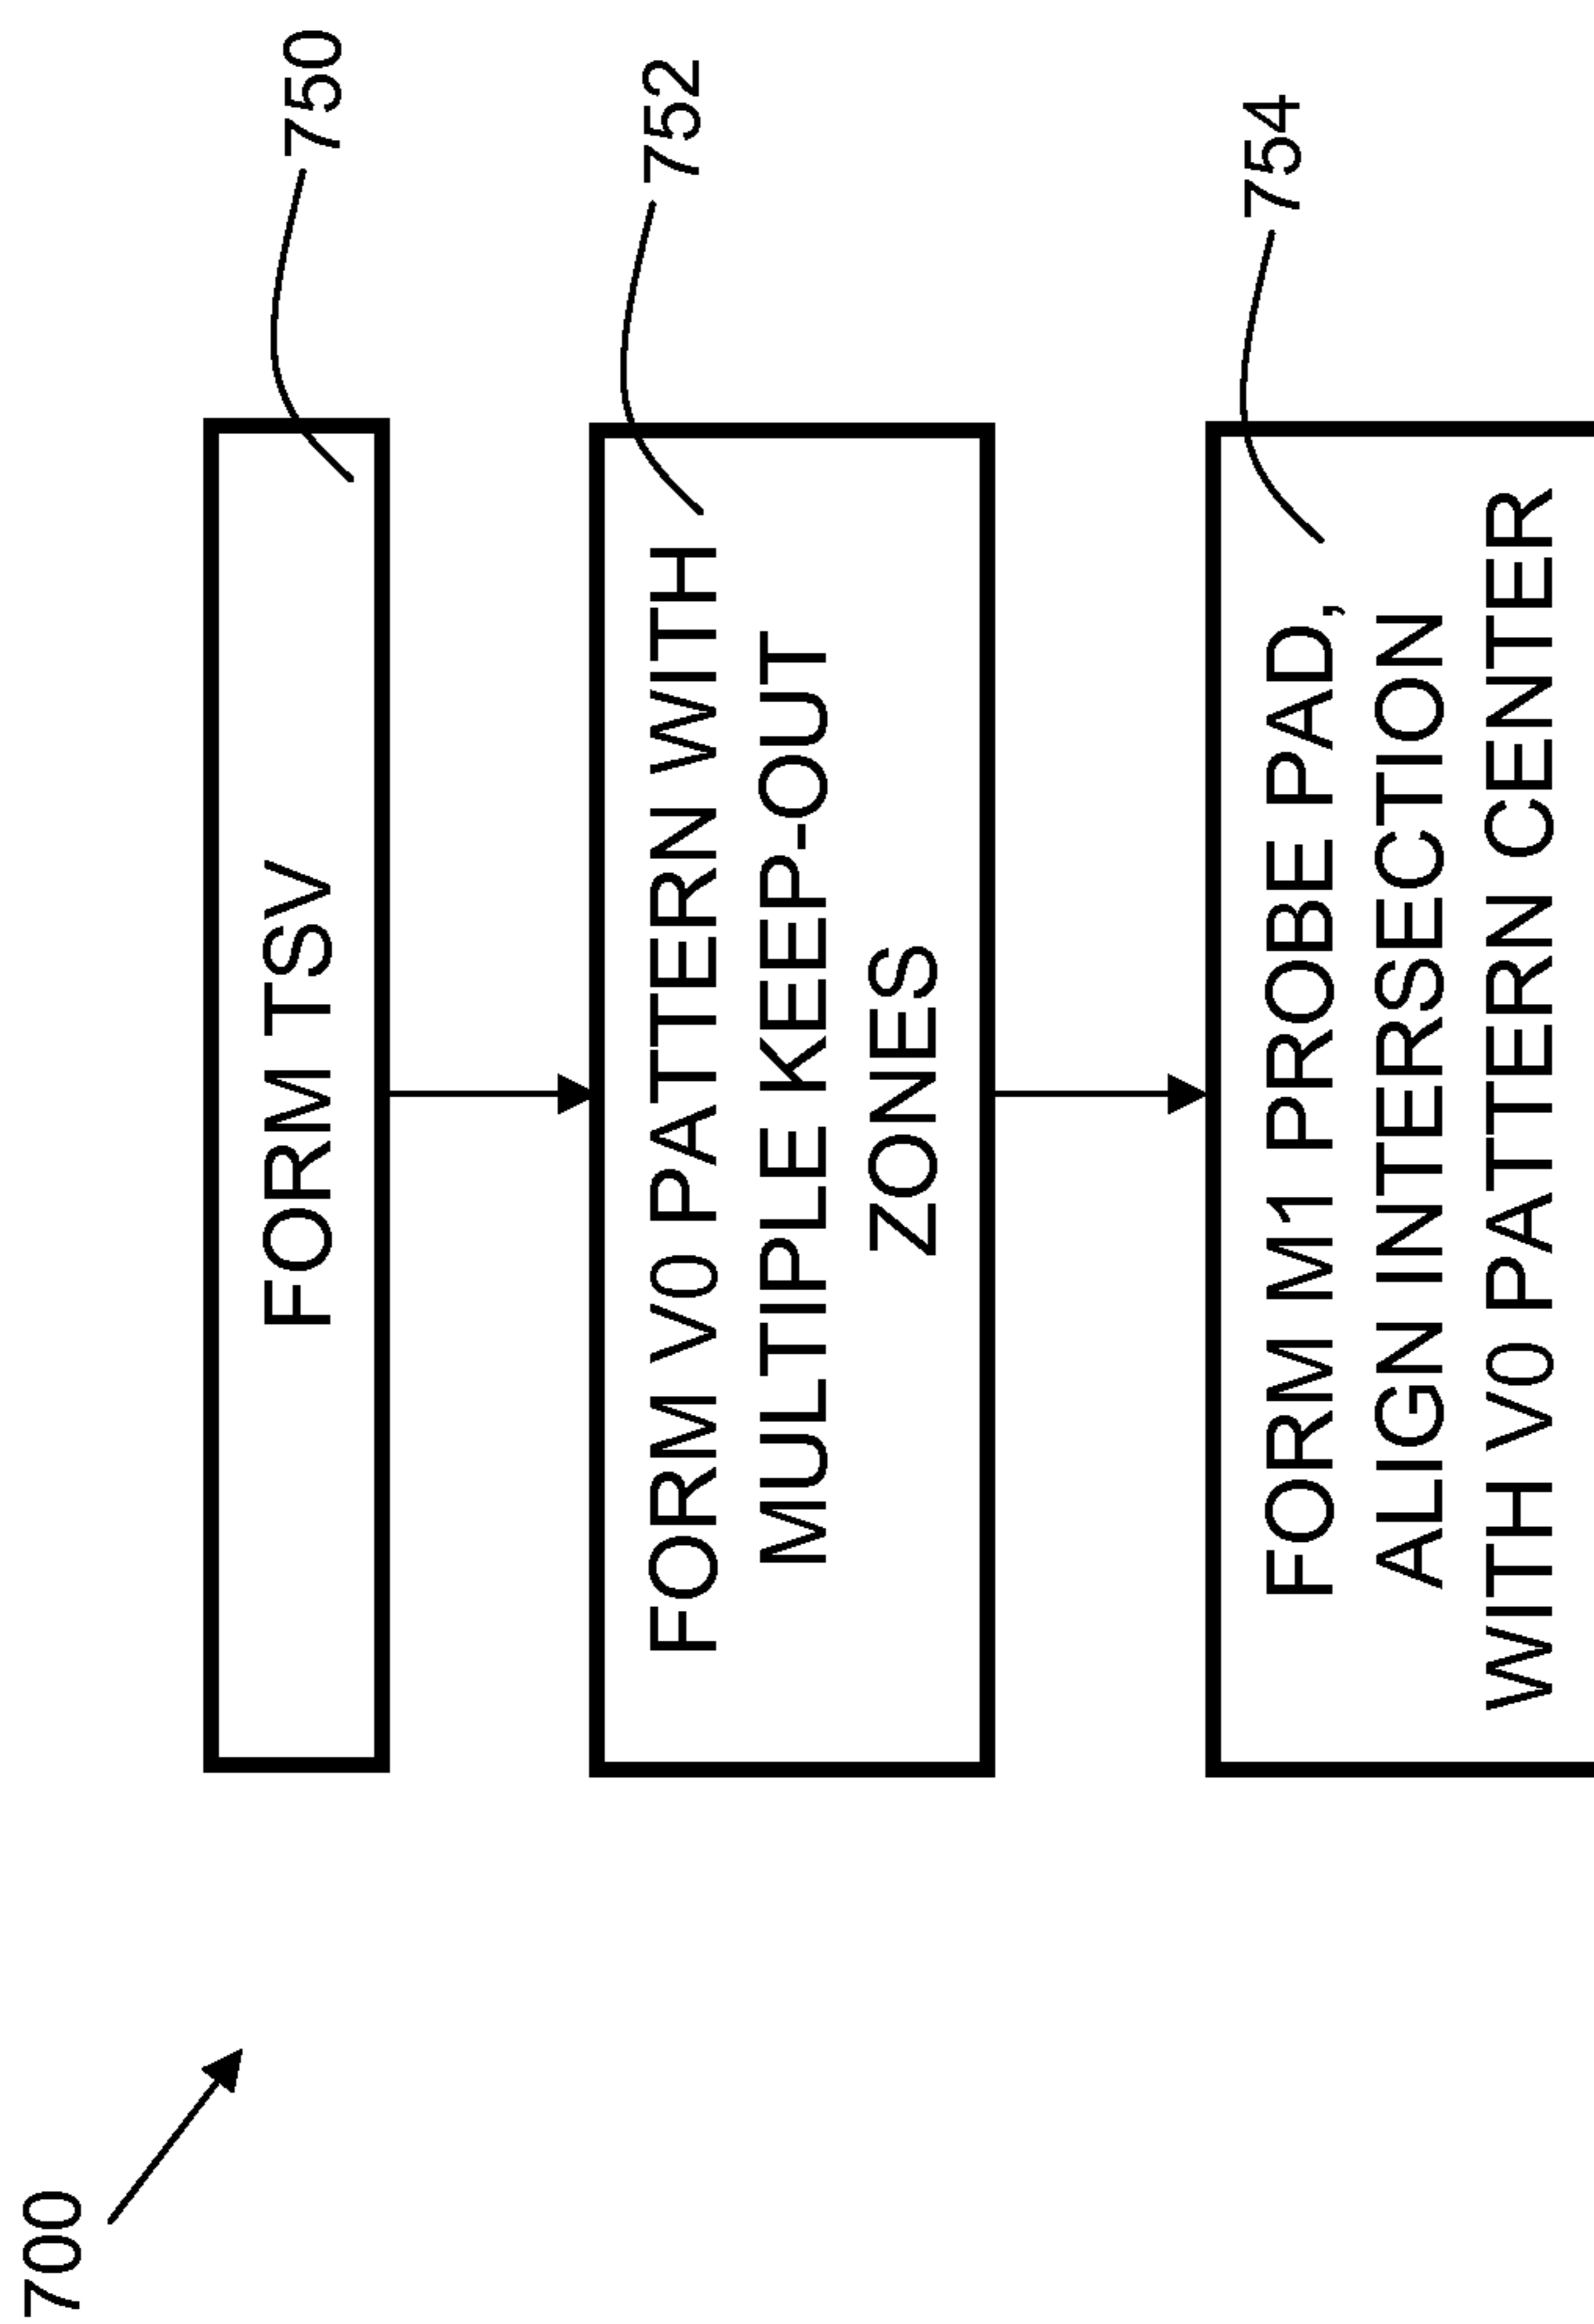 700
FORM TSV
750
FORM V0 PATTERN WITH
MULTIPLE KEEP-OUT
ZONES
752
FORM M1 PROBE PAD,
ALIGN INTERSECTION
WITH V0 PATTERN CENTER
754